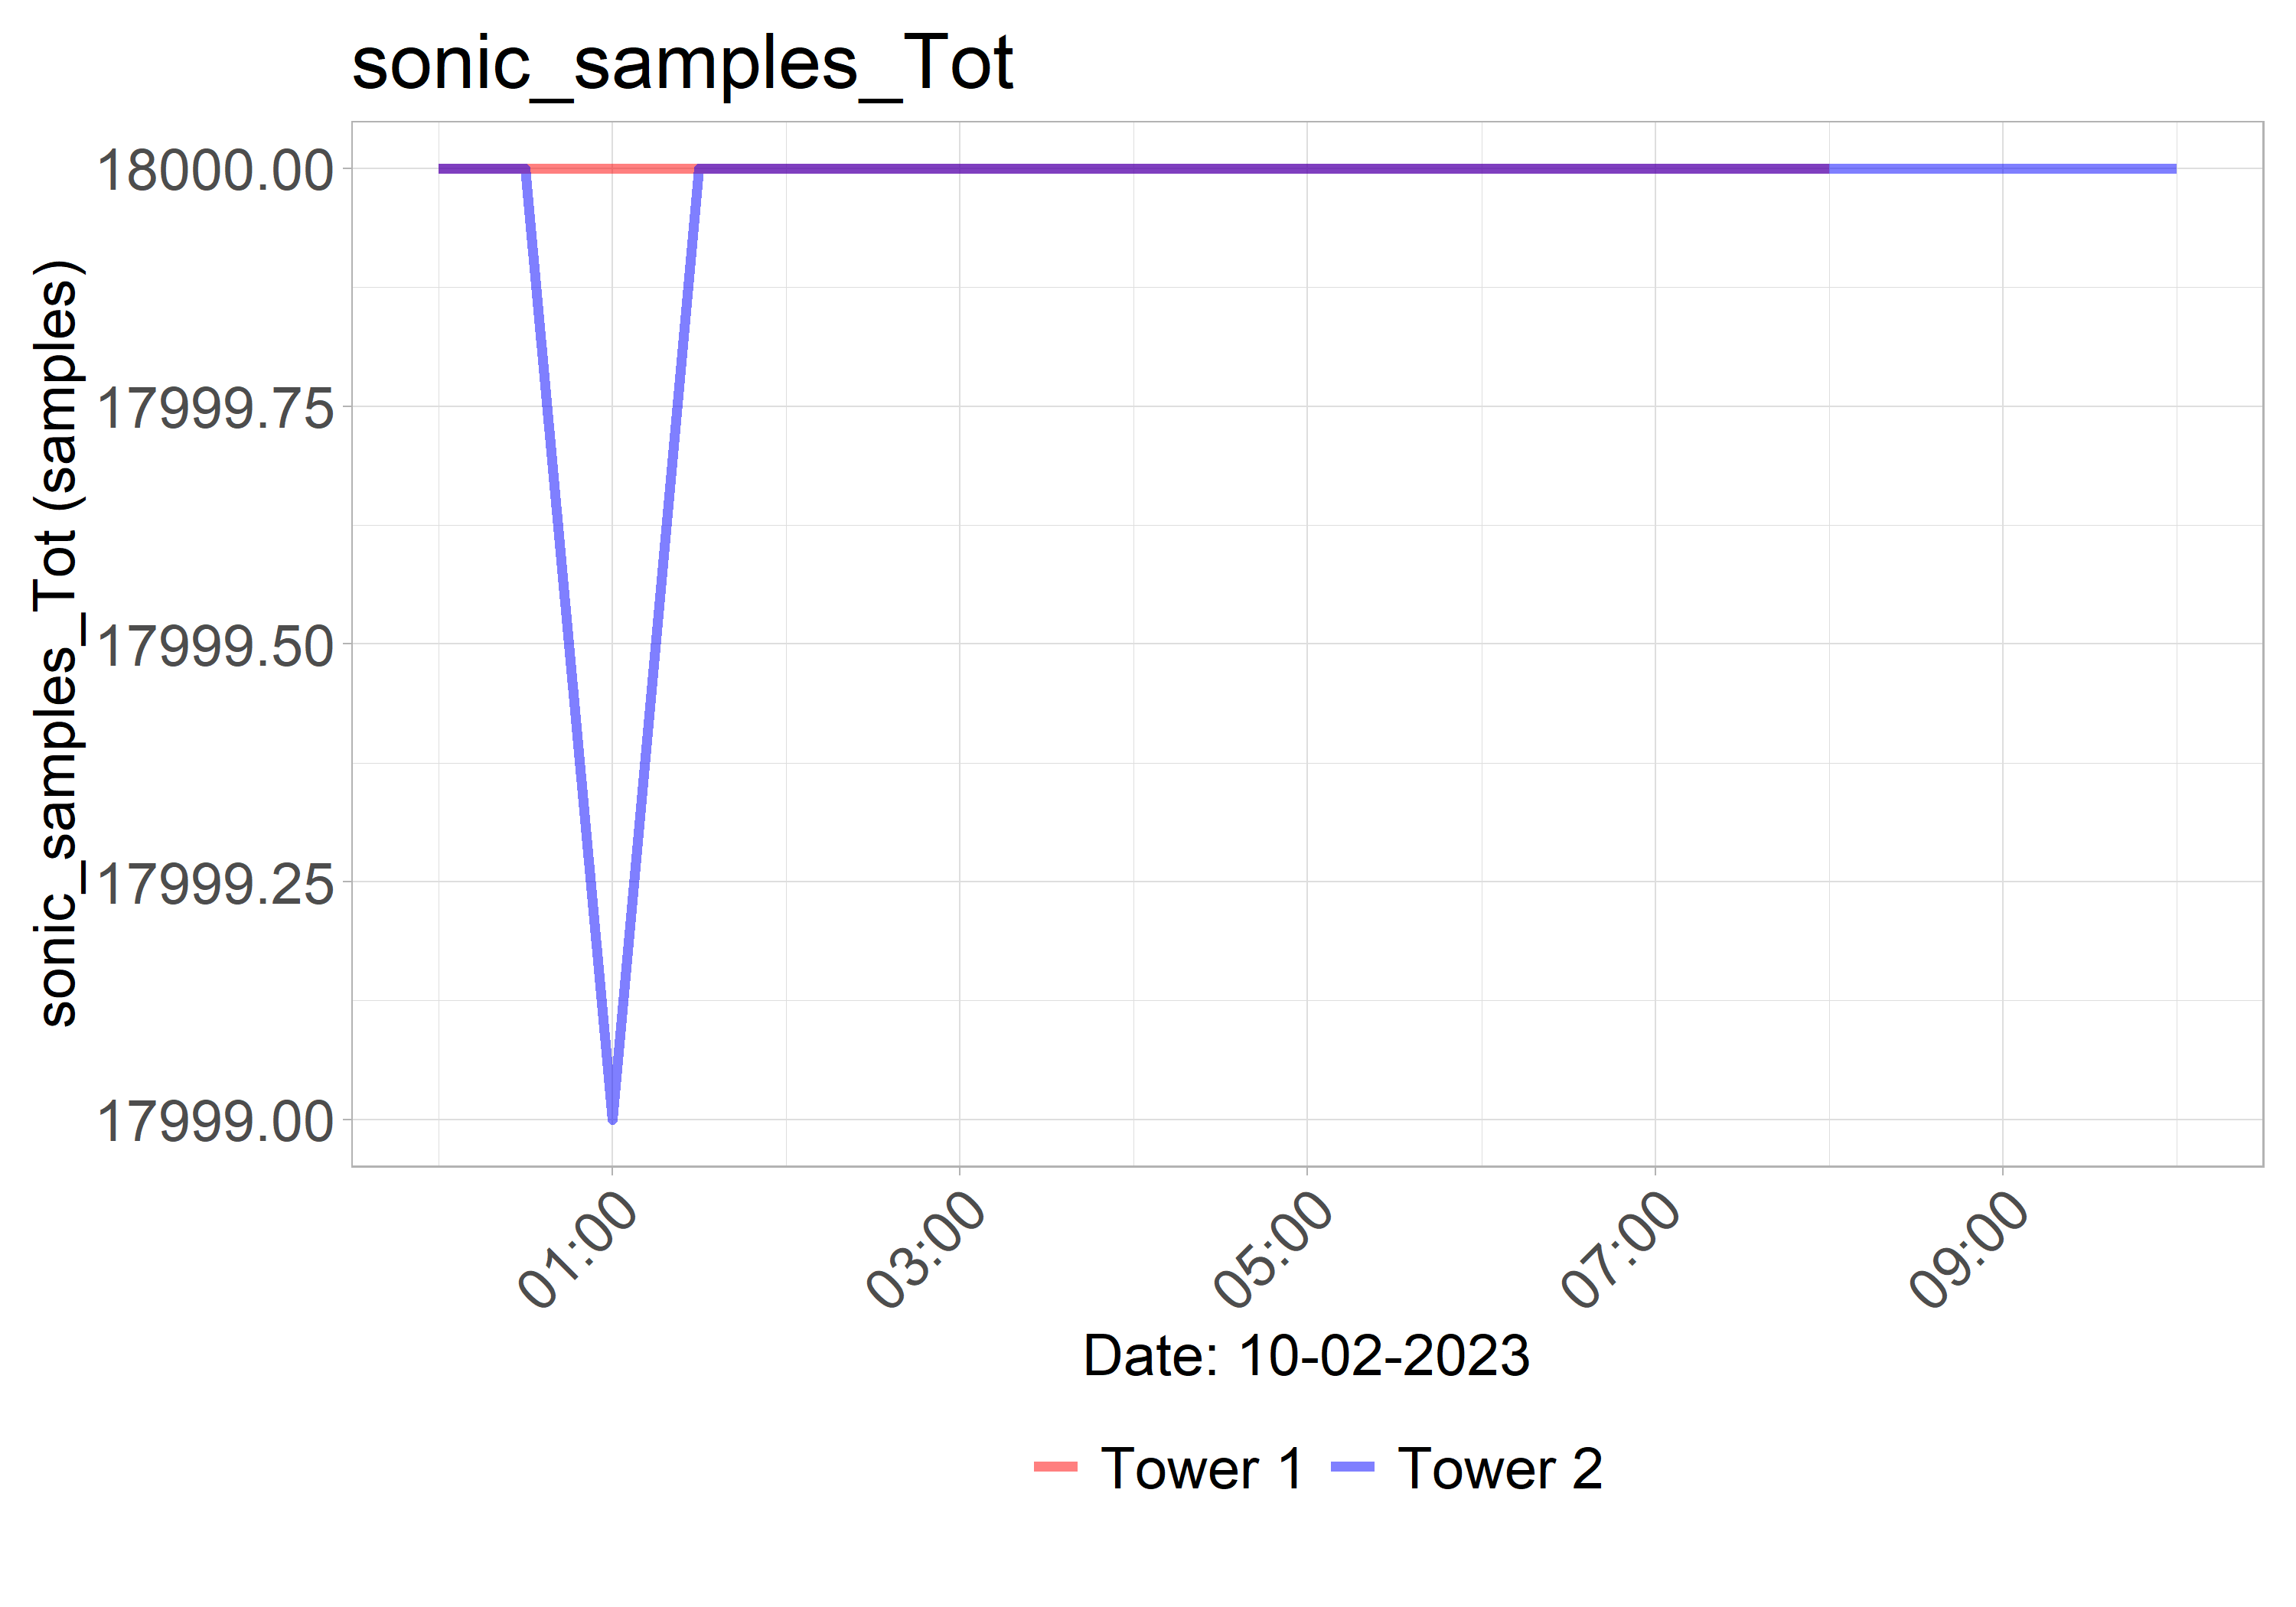 sonic_samples_Tot
sonic_samples_Tot (samples)
18000.00
17999.75
17999.50
17999.25
17999.00
01:00
03:00
05:00
07:00
09:00
Date: 10-02-2023
Tower 1
Tower 2